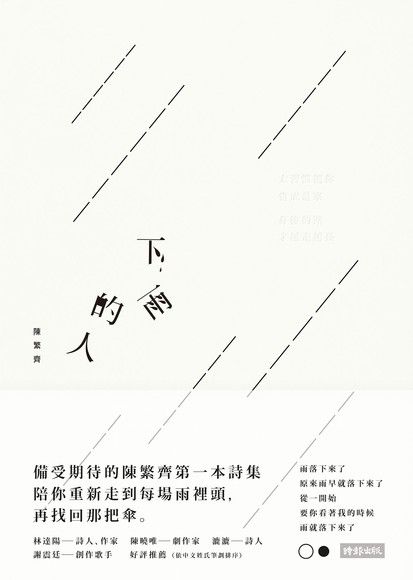 下雨
的
人
陳繁齊
備受期待的陳繁齊第一本詩集
陪你重新走到每場雨裡頭，
再找回那把傘。
林達陽──詩人、作家　陳曉唯──劇作家　潘柏霖──詩人
謝震廷──創作歌手　好評推薦（依中文姓氏筆劃排序）
雨落下來了
原來雨早就落下來了
從一開始
要你看著我的時候
雨就落下來了
時報出版